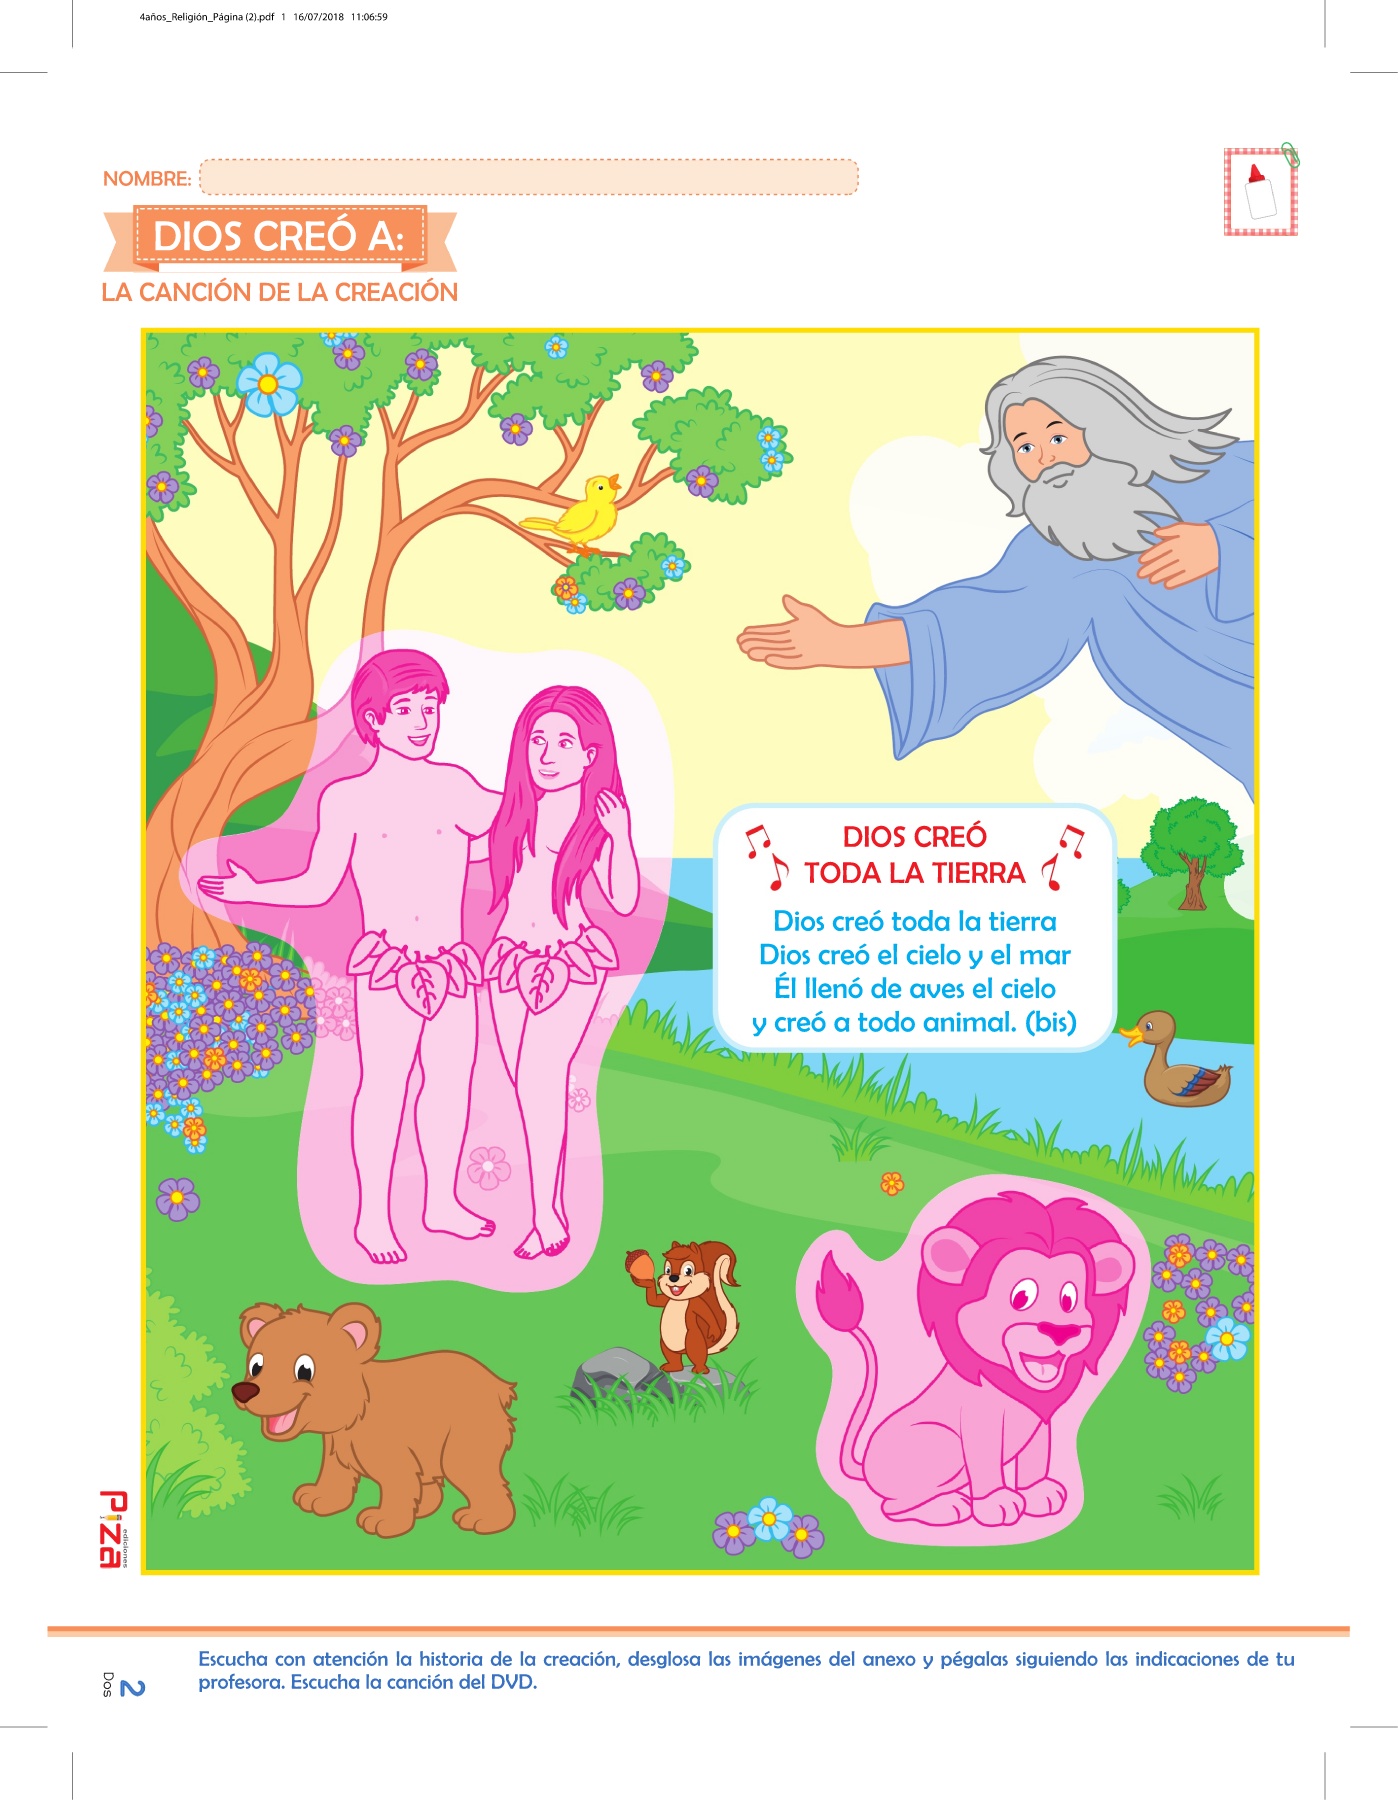 4años_Religión_Página (2).pdf 1 16/07/2018 11:06:59
NOMBRE:
DIOS CREÓ A:
LA CANCIÓN DE LA CREACIÓN
DIOS CREÓ
TODA LA TIERRA
Dios creó toda la tierra
Dios creó el cielo y el mar
Él llenó de aves el cielo
y creó a todo animal. (bis)
Piza
ediciones
Escucha con atención la historia de la creación, desglosa las imágenes del anexo y pégalas siguiendo las indicaciones de tu
profesora. Escucha la canción del DVD.
2
Dos